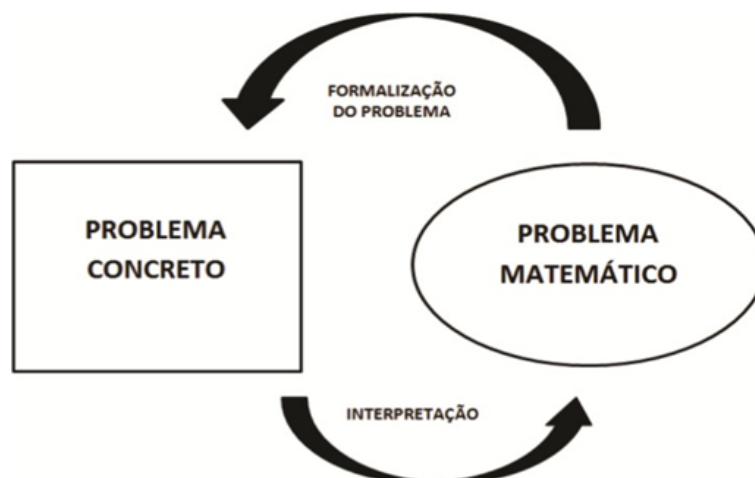 FORMALIZAÇÃO
DO PROBLEMA
PROBLEMA
CONCRETO
PROBLEMA
MATEMÁTICO
INTERPRETAÇÃO